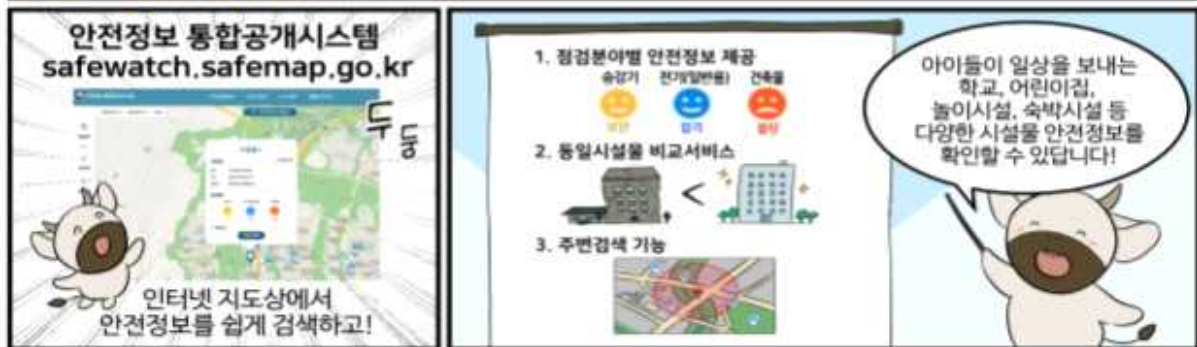 안전정보 통합공개시스템
safewatch.safemap.go.kr
두둥
인터넷 지도상에서
안전정보를 쉽게 검색하고!
1. 점검분야별 안전정보 제공
승강기 전기(일반용) 건축물
보완 합격 불량
2. 동일시설물 비교서비스
<
3. 주변검색 기능
아이들이 일상을 보내는
학교, 어린이집,
놀이시설, 숙박시설 등
다양한 시설물 안전정보를
확인할 수 있답니다!